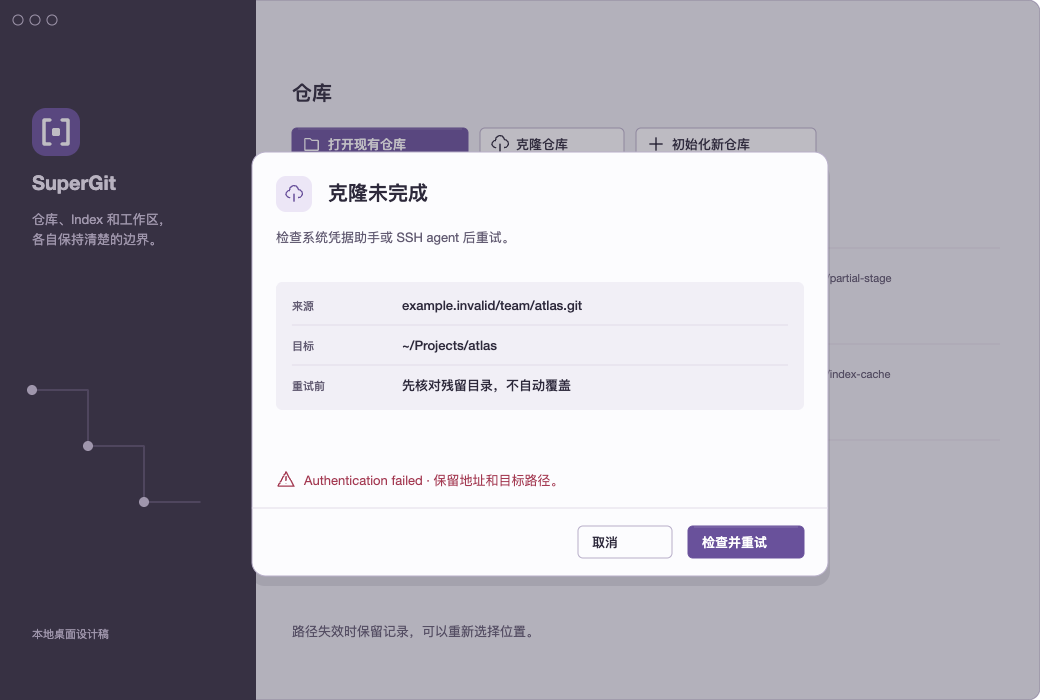 SuperGit
仓库、Index 和工作区，
各自保持清楚的边界。
本地桌面设计稿
仓库
打开现有仓库
克隆仓库
初始化新仓库
/partial-stage
/index-cache
克隆未完成
检查系统凭据助手或 SSH agent 后重试。
来源 example.invalid/team/atlas.git
目标 ~/Projects/atlas
重试前 先核对残留目录，不自动覆盖
Authentication failed · 保留地址和目标路径。
取消
检查并重试
路径失效时保留记录，可以重新选择位置。